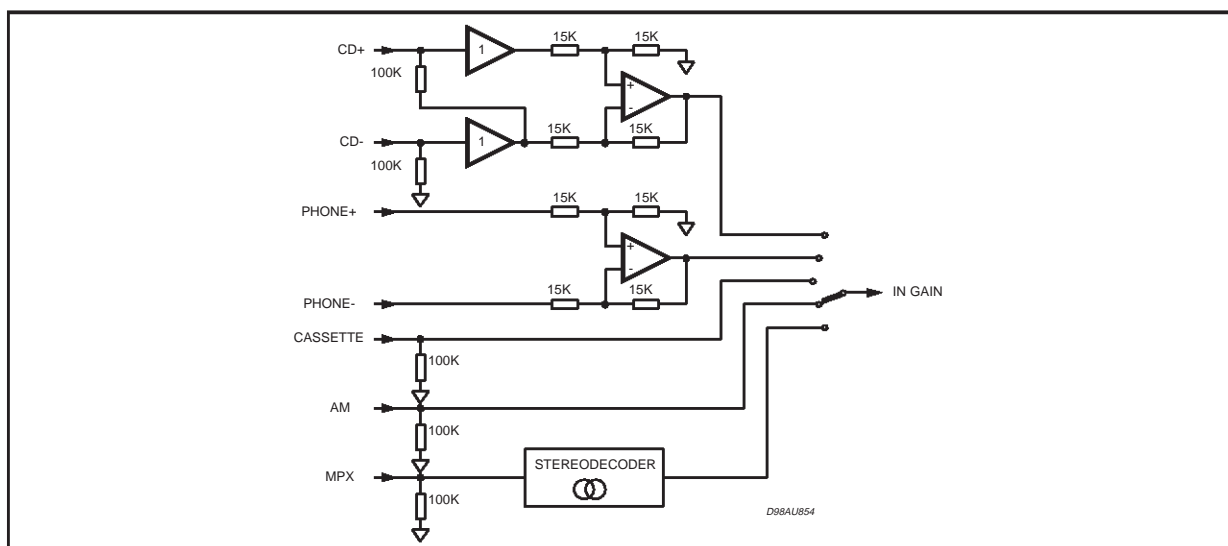 15K 15K
CD+ 1
100K
+
-
15K 15K
CD- 1
100K
15K 15K
PHONE+
+
-
15K 15K
PHONE-
IN GAIN
CASSETTE
100K
AM
100K
STEREODECODER
MPX
100K
D98AU854